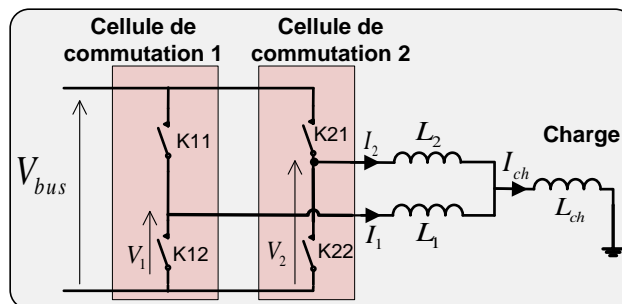 Cellule de
commutation 1
Cellule de
commutation 2
K11
K21
I2
L2
Charge
Vbus
Ich
Lch
V1
K12
V2
K22
I1
L1